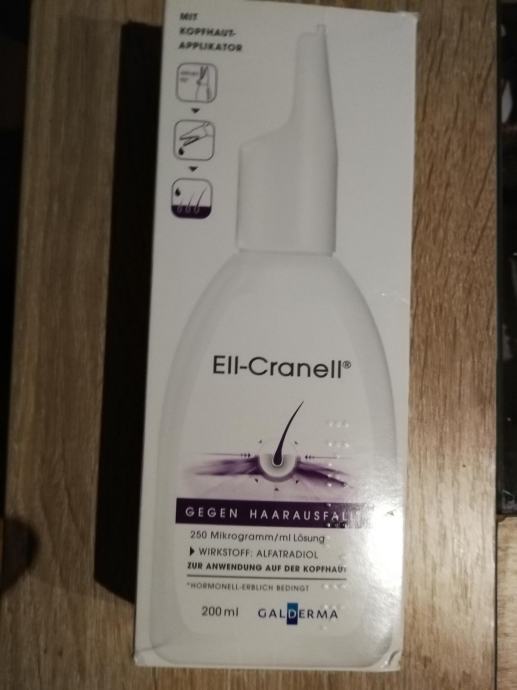 MIT
KOPFHAUT-
APPLIKATOR
Ell-Cranell®
GEGEN HAARAUSFALL
250 Mikrogramm/ml Lösung
WIRKSTOFF: ALFATRADIOL
ZUR ANWENDUNG AUF DER KOPFHAUT
*HORMONELL-ERBLICH BEDINGT
200 ml
GALDERMA